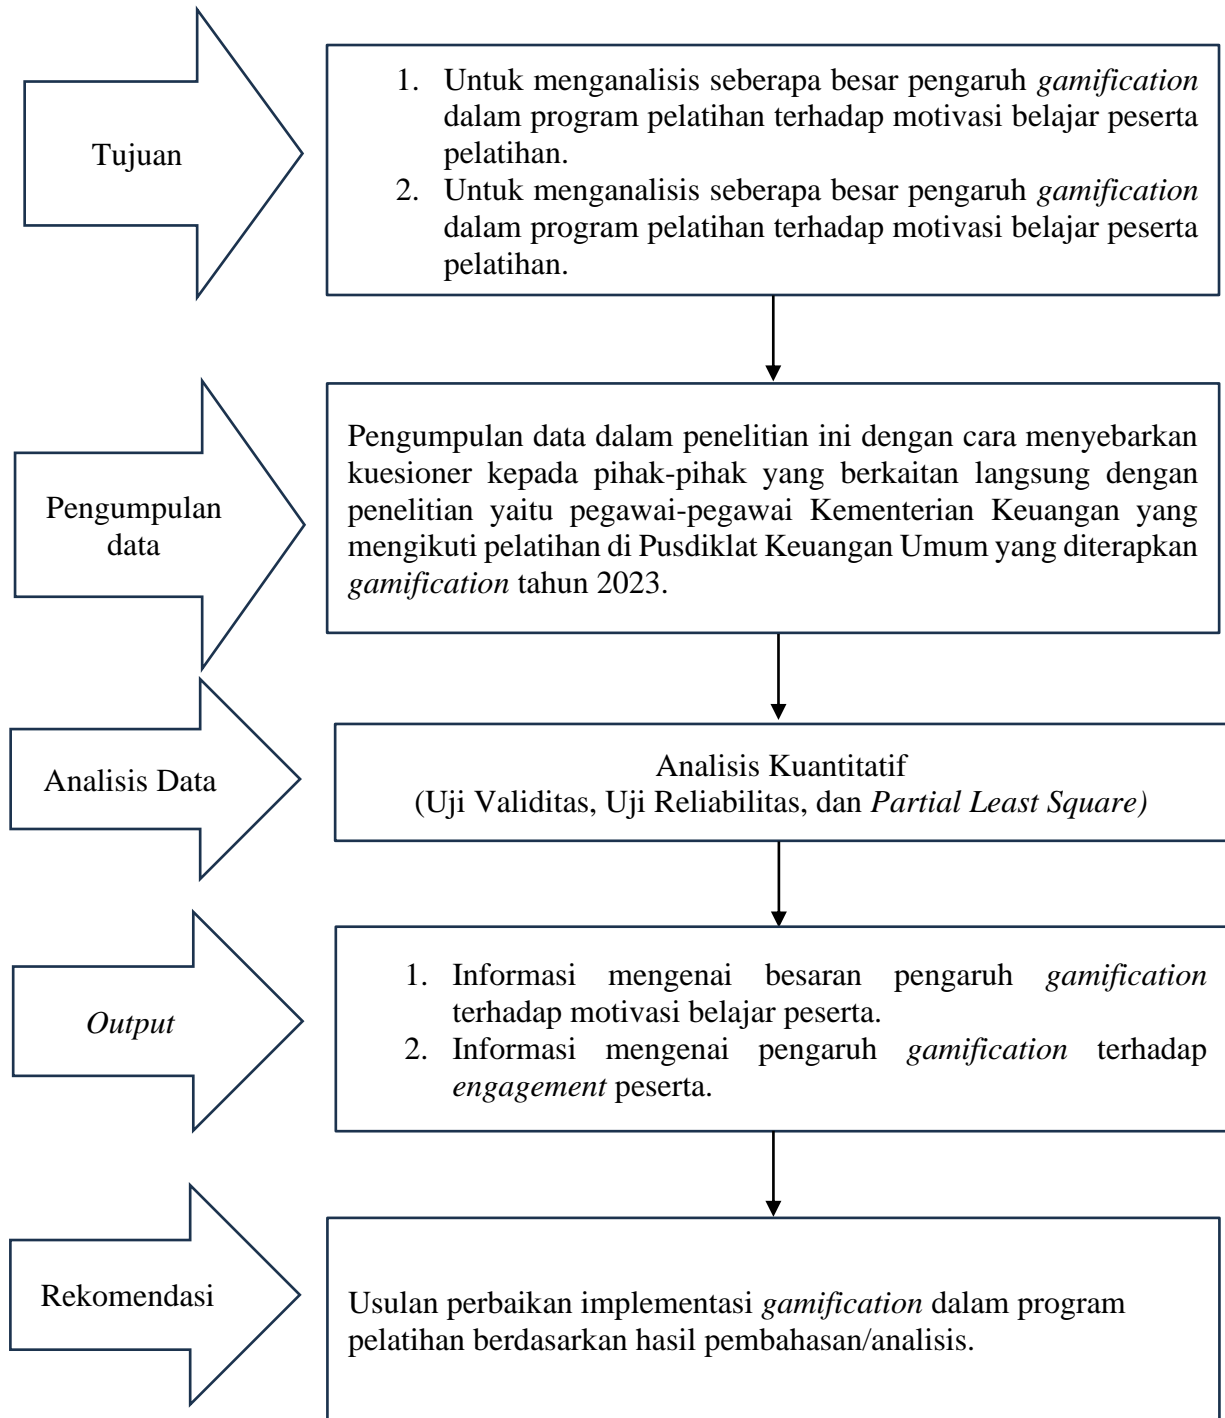 Tujuan
1. Untuk menganalisis seberapa besar pengaruh gamification
dalam program pelatihan terhadap motivasi belajar peserta
pelatihan.
2. Untuk menganalisis seberapa besar pengaruh gamification
dalam program pelatihan terhadap motivasi belajar peserta
pelatihan.
Pengumpulan
data
Pengumpulan data dalam penelitian ini dengan cara menyebarkan
kuesioner kepada pihak-pihak yang berkaitan langsung dengan
penelitian yaitu pegawai-pegawai Kementerian Keuangan yang
mengikuti pelatihan di Pusdiklat Keuangan Umum yang diterapkan
gamification tahun 2023.
Analisis Data
Analisis Kuantitatif
(Uji Validitas, Uji Reliabilitas, dan Partial Least Square)
Output
1. Informasi mengenai besaran pengaruh gamification
terhadap motivasi belajar peserta.
2. Informasi mengenai pengaruh gamification terhadap
engagement peserta.
Rekomendasi
Usulan perbaikan implementasi gamification dalam program
pelatihan berdasarkan hasil pembahasan/analisis.